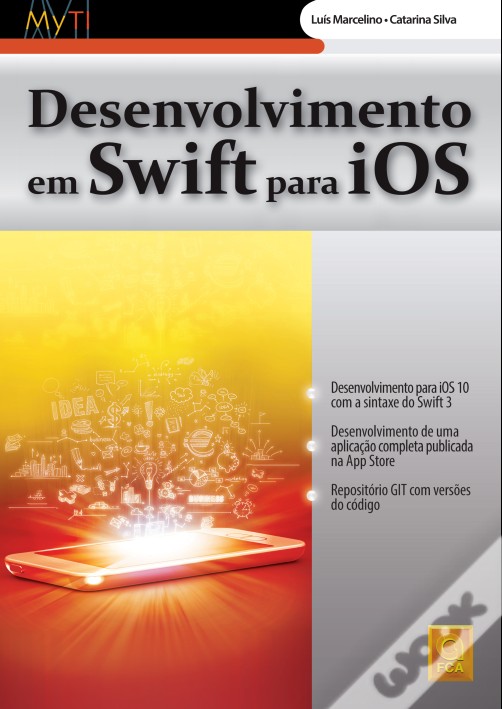 MyTI
Luís Marcelino • Catarina Silva
Desenvolvimento
em Swift para iOS
Desenvolvimento para iOS 10
com a sintaxe do Swift 3
Desenvolvimento de uma
aplicação completa publicada
na App Store
Repositório GIT com versões
do código
IDEA
FCA
wook